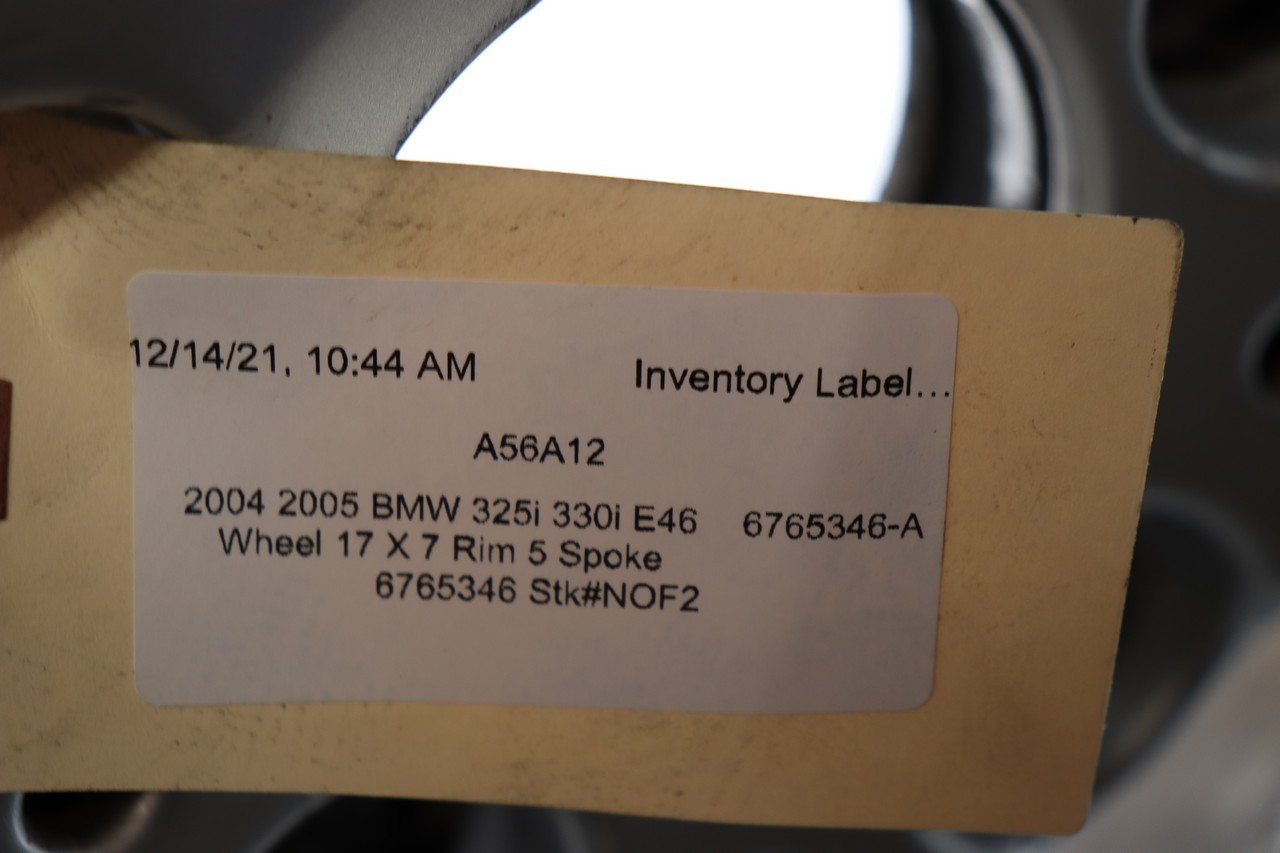 12/14/21, 10:44 AM Inventory Label...
A56A12
2004 2005 BMW 325i 330i E46 6765346-A
Wheel 17 X 7 Rim 5 Spoke
6765346 Stk#NOF2